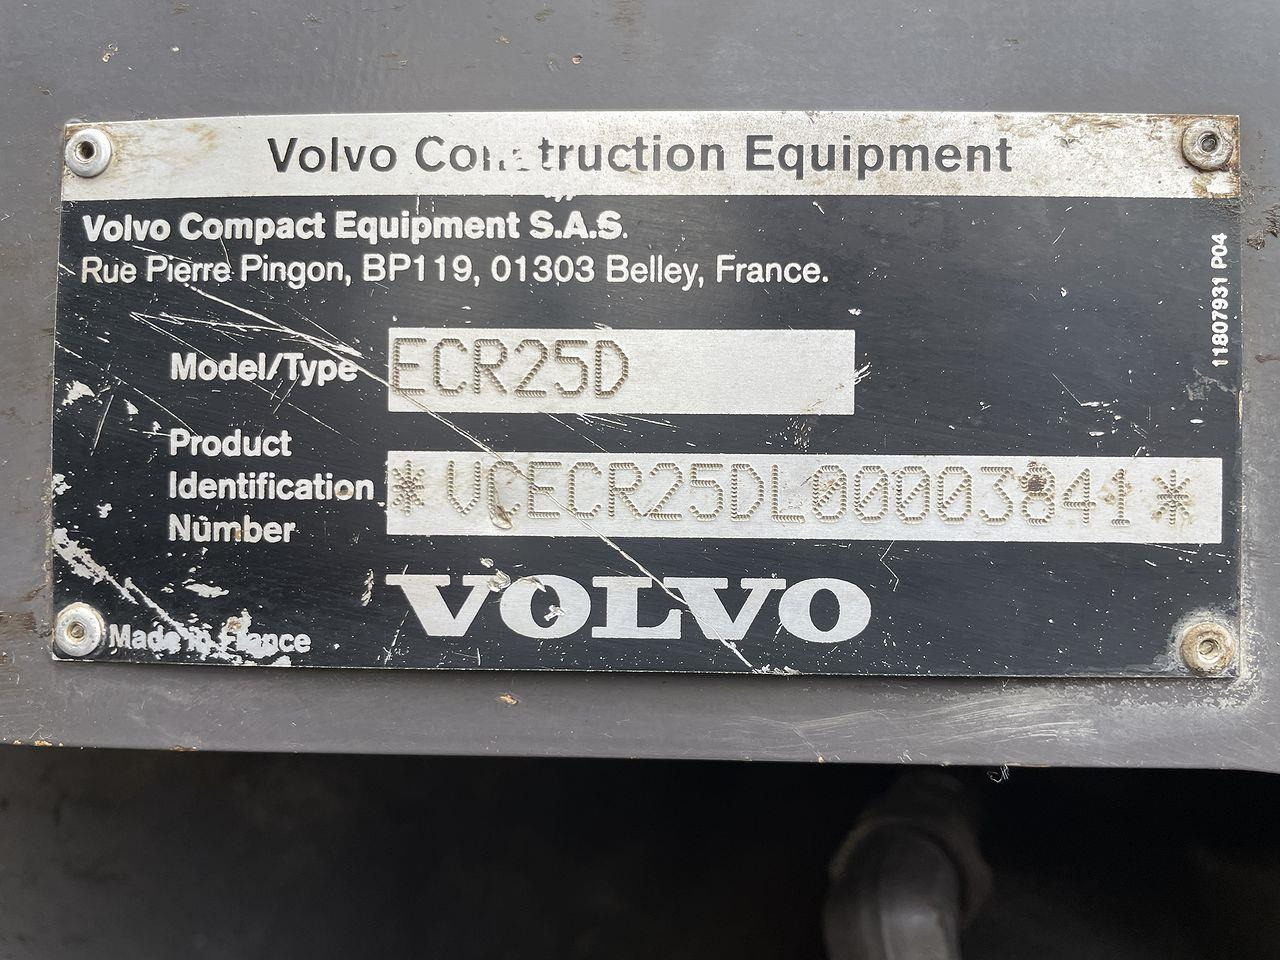 Volvo Construction Equipment
Volvo Compact Equipment S.A.S.
Rue Pierre Pingon, BP119, 01303 Belley, France.
11807931 P04
Model/Type ECR25D
Product
Identification
Number
*VCECR25DL00003841*
VOLVO
Made in France